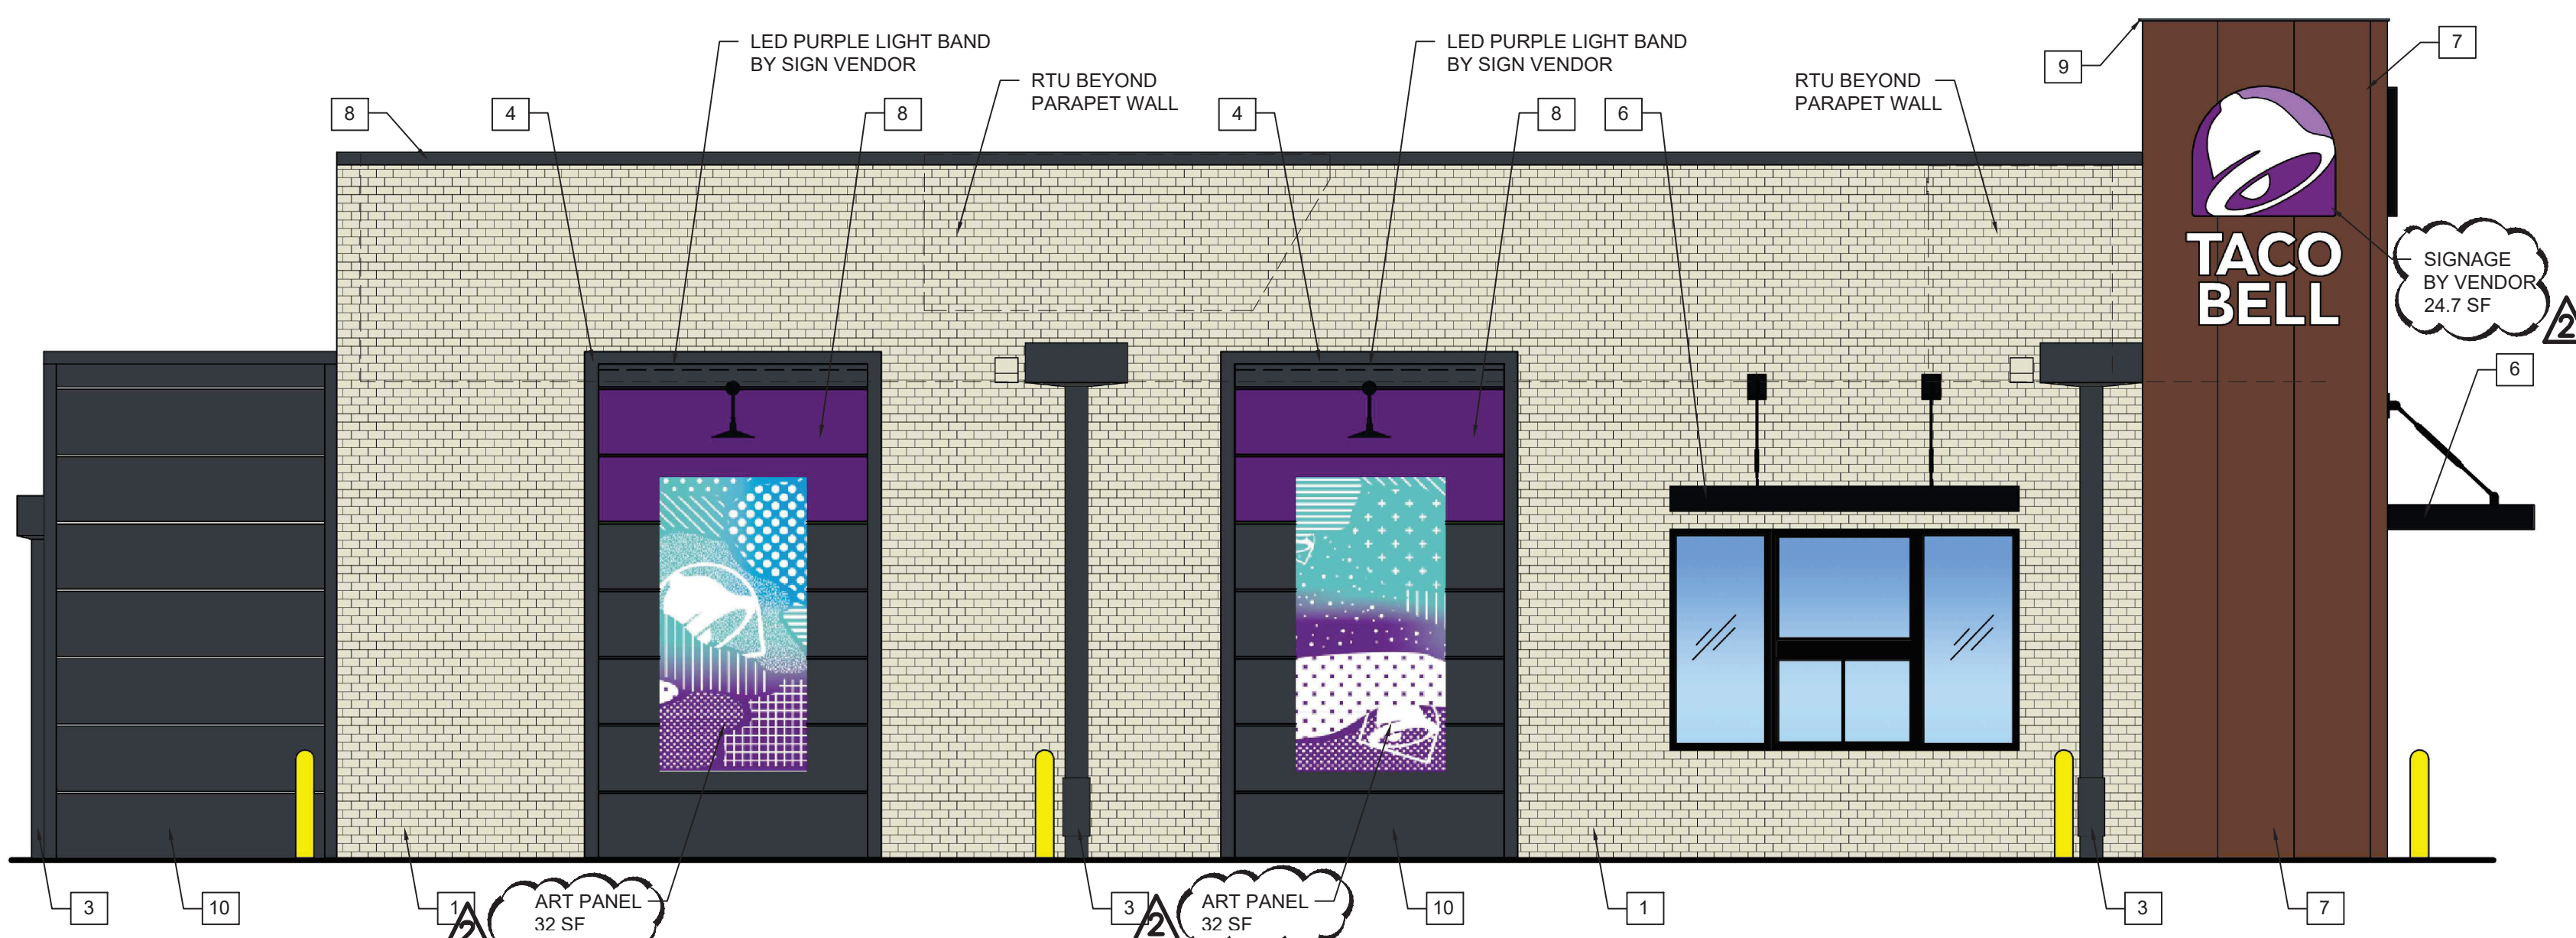 LED PURPLE LIGHT BAND
BY SIGN VENDOR
LED PURPLE LIGHT BAND
BY SIGN VENDOR
7
9
RTU BEYOND
PARAPET WALL
RTU BEYOND
PARAPET WALL
8
4
8
4
8
6
TACO
BELL
SIGNAGE
BY VENDOR
24.7 SF
2
6
3
10
1
2
ART PANEL
32 SF
3
2
ART PANEL
32 SF
10
1
3
7